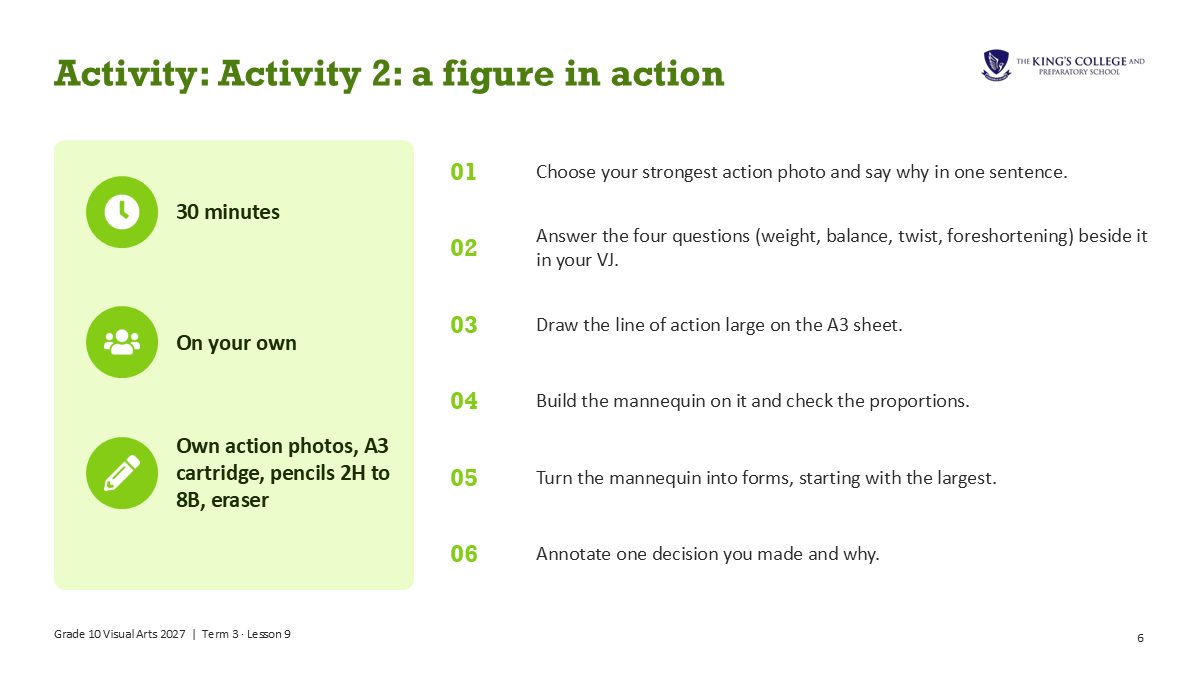 Activity: Activity 2: a figure in action
THE KING'S COLLEGE AND
PREPARATORY SCHOOL
30 minutes
On your own
Own action photos, A3
cartridge, pencils 2H to
8B, eraser
01
Choose your strongest action photo and say why in one sentence.
02
Answer the four questions (weight, balance, twist, foreshortening) beside it
in your VJ.
03
Draw the line of action large on the A3 sheet.
04
Build the mannequin on it and check the proportions.
05
Turn the mannequin into forms, starting with the largest.
06
Annotate one decision you made and why.
Grade 10 Visual Arts 2027 | Term 3 · Lesson 9
6